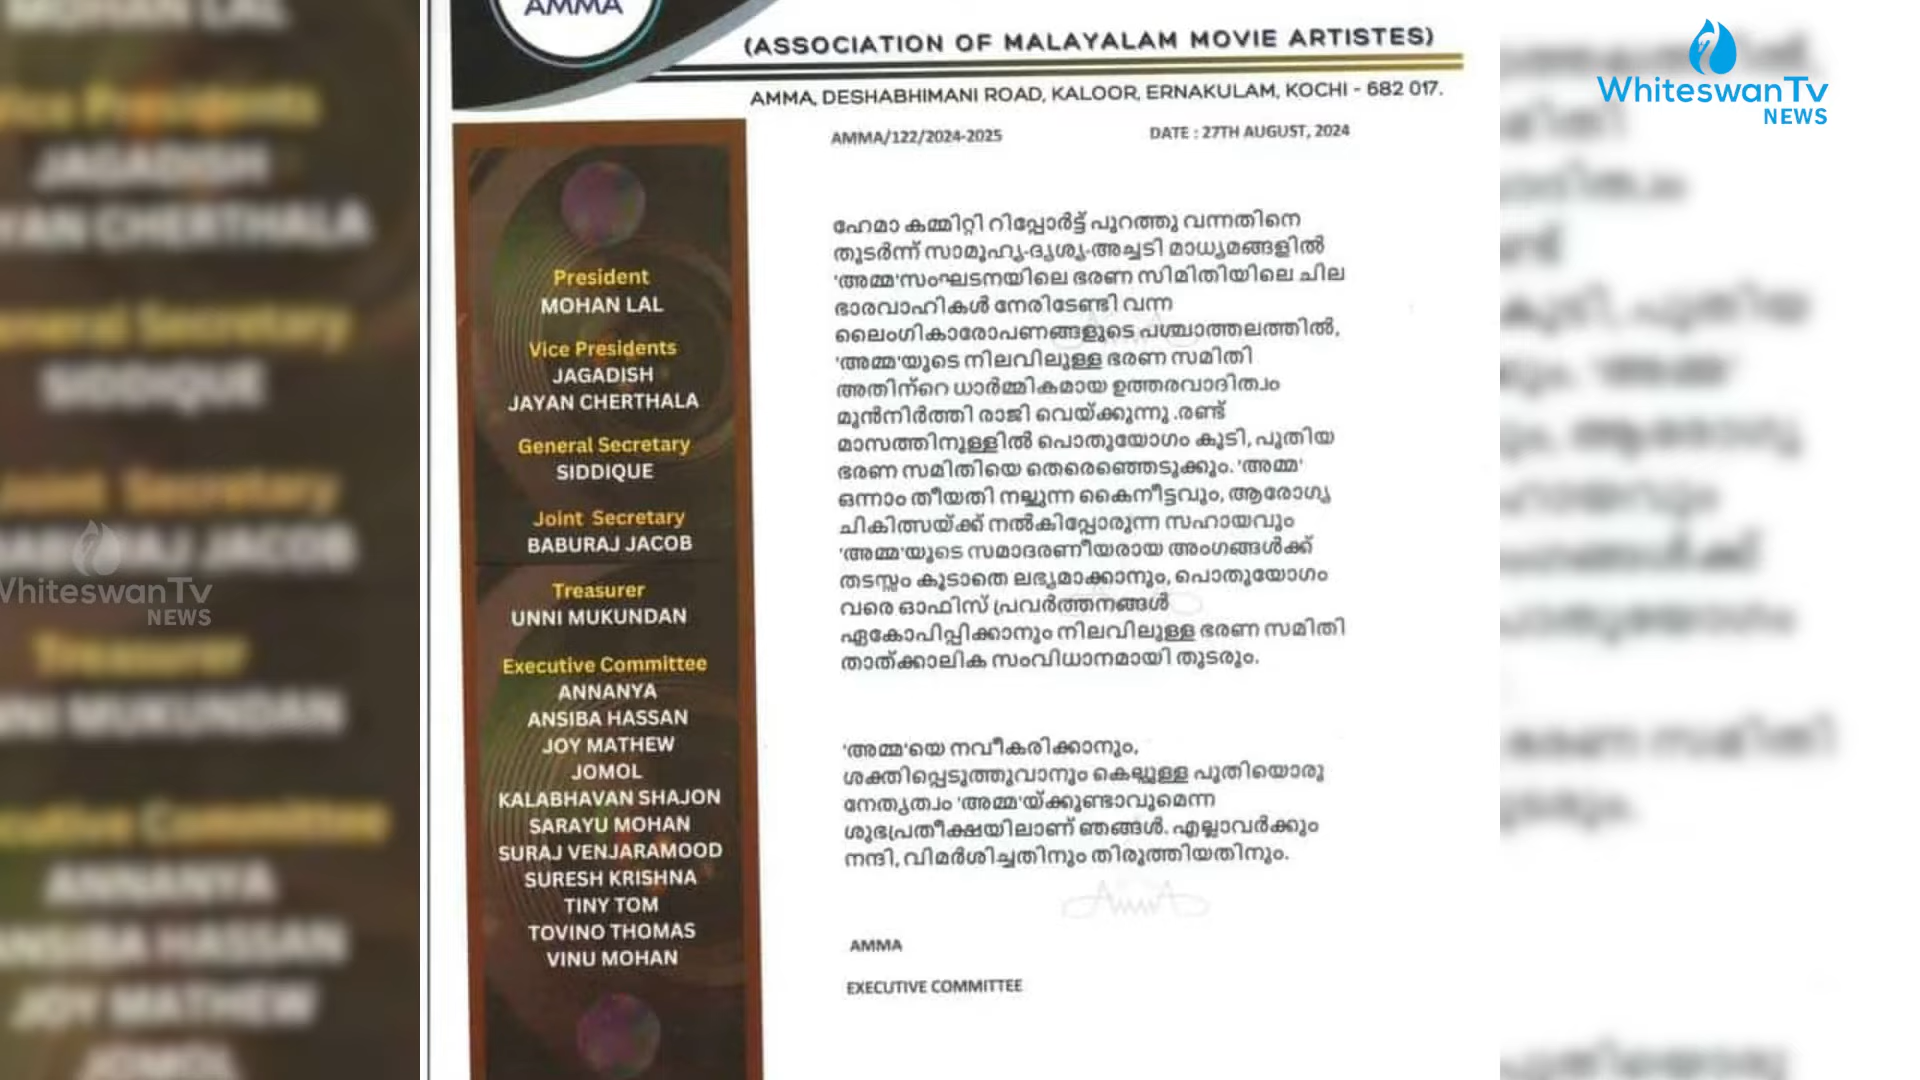 AMMA
(ASSOCIATION OF MALAYALAM MOVIE ARTISTES)
AMMA, DESHABHIMANI ROAD, KALOOR, ERNAKULAM, KOCHI - 682 017.
AMMA/122/2024-2025
DATE : 27TH AUGUST, 2024
President
MOHAN LAL
Vice Presidents
JAGADISH
JAYAN CHERTHALA
General Secretary
SIDDIQUE
Joint Secretary
BABURAJ JACOB
Treasurer
UNNI MUKUNDAN
Executive Committee
ANNANYA
ANSIBA HASSAN
JOY MATHEW
JOMOL
KALABHAVAN SHAJON
SARAYU MOHAN
SURAJ VENJARAMOOD
SURESH KRISHNA
TINY TOM
TOVINO THOMAS
VINU MOHAN
ഹേമാ കമ്മിറ്റി റിപ്പോർട്ട് പുറത്തു വന്നതിനെ
തുടർന്ന് സാമൂഹ്യ-ദൃശ്യ-അച്ചടി മാധ്യമങ്ങളിൽ
'അമ്മ'സംഘടനയിലെ ഭരണ സിമിതിയിലെ ചില
ഭാരവാഹികൾ നേരിടേണ്ടി വന്ന
ലൈംഗികാരോപണങ്ങളുടെ പശ്ചാത്തലത്തിൽ,
'അമ്മ'യുടെ നിലവിലുള്ള ഭരണ സമിതി
അതിന്റെ ധാർമ്മികമായ ഉത്തരവാദിത്വം
മുൻനിർത്തി രാജി വെയ്ക്കുന്നു .രണ്ട്
മാസത്തിനുള്ളിൽ പൊതുയോഗം കൂടി, പുതിയ
ഭരണ സമിതിയെ തെരെഞ്ഞെടുക്കും. 'അമ്മ'
ഒന്നാം തീയതി നല്കുന്ന കൈനീട്ടവും, ആരോഗ്യ
ചികിത്സയ്ക്ക് നൽകിപ്പോരുന്ന സഹായവും
'അമ്മ'യുടെ സമാദരണീയരായ അംഗങ്ങൾക്ക്
തടസ്സം കൂടാതെ ലഭ്യമാക്കാനും, പൊതുയോഗം
വരെ ഓഫിസ് പ്രവർത്തനങ്ങൾ
ഏകോപിപ്പിക്കാനും നിലവിലുള്ള ഭരണ സമിതി
താത്ക്കാലിക സംവിധാനമായി തുടരും.
'അമ്മ'യെ നവീകരിക്കാനും,
ശക്തിപ്പെടുത്തുവാനും കെല്പുള്ള പുതിയൊരു
നേതൃത്വം 'അമ്മ'യ്ക്കുണ്ടാവുമെന്ന
ശുഭപ്രതീക്ഷയിലാണ് ഞങ്ങൾ. എല്ലാവർക്കും
നന്ദി, വിമർശിച്ചതിനും തിരുത്തിയതിനും.
AMMA
EXECUTIVE COMMITTEE
WhiteswanTv
NEWS
WhiteswanTv
NEWS